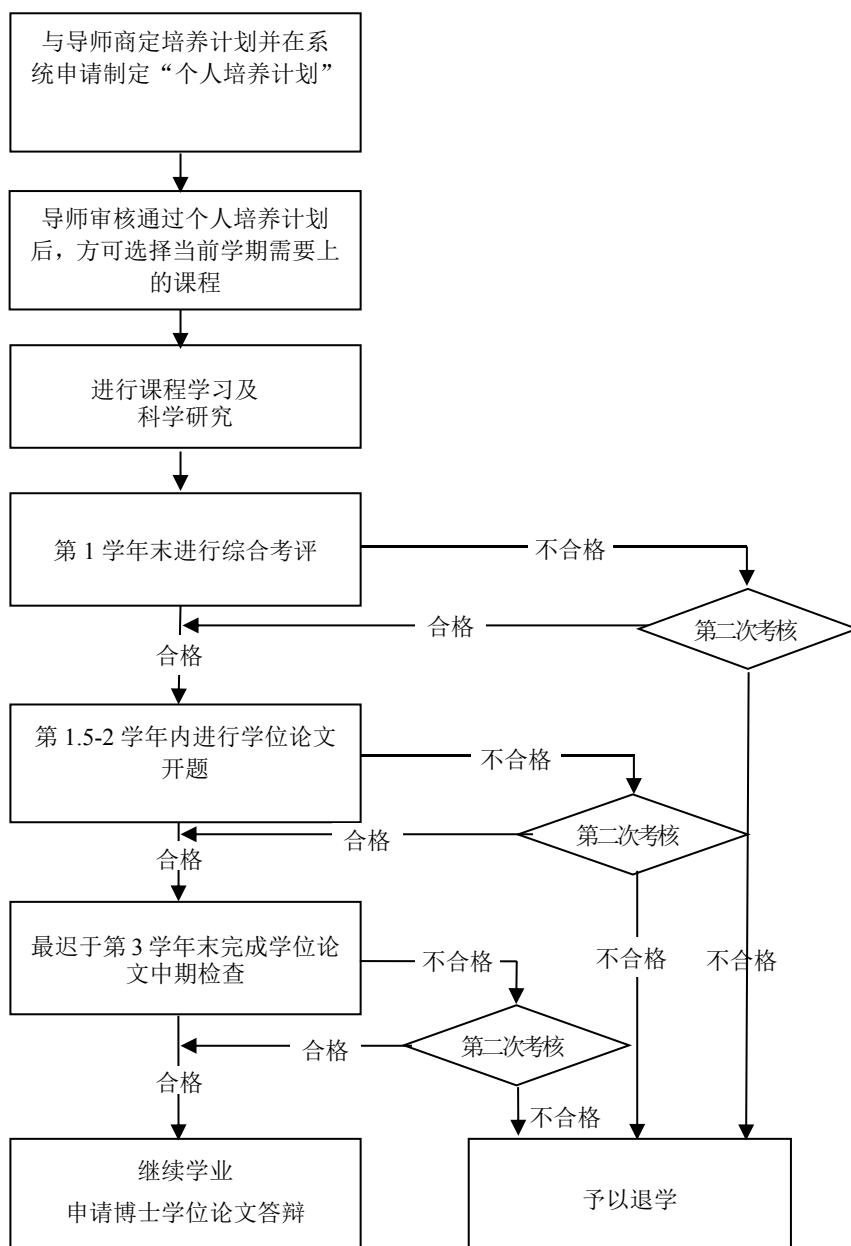 与导师商定培养计划并在系
统申请制定“个人培养计划”
导师审核通过个人培养计划
后，方可选择当前学期需要上
的课程
进行课程学习及
科学研究
第 1 学年末进行综合考评
不合格
第二次考核
合格
合格
第 1.5-2 学年内进行学位论文
开题
不合格
第二次考核
合格
合格
最迟于第 3 学年末完成学位论
文中期检查
不合格
不合格
不合格
第二次考核
合格
合格
不合格
继续学业
申请博士学位论文答辩
予以退学